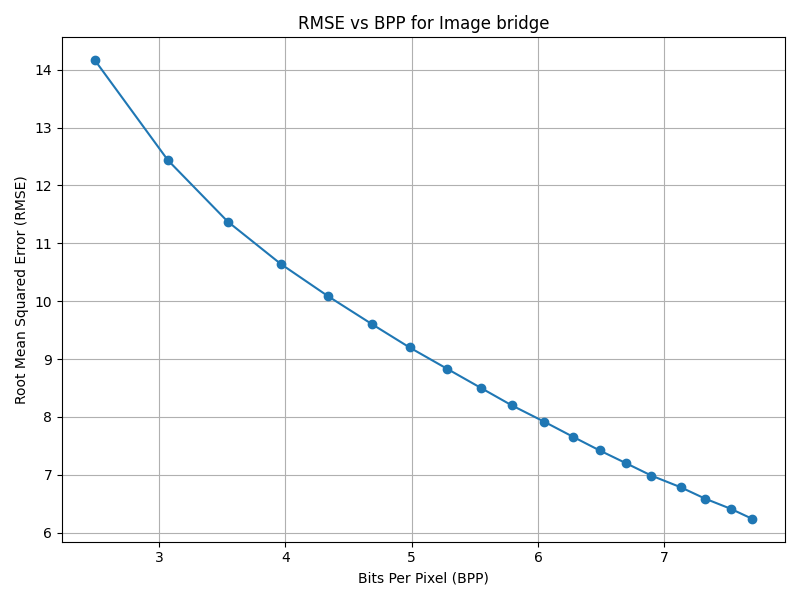 RMSE vs BPP for Image bridge
Root Mean Squared Error (RMSE)
14
13
12
11
10
9
8
7
6
3 4 5 6 7
Bits Per Pixel (BPP)